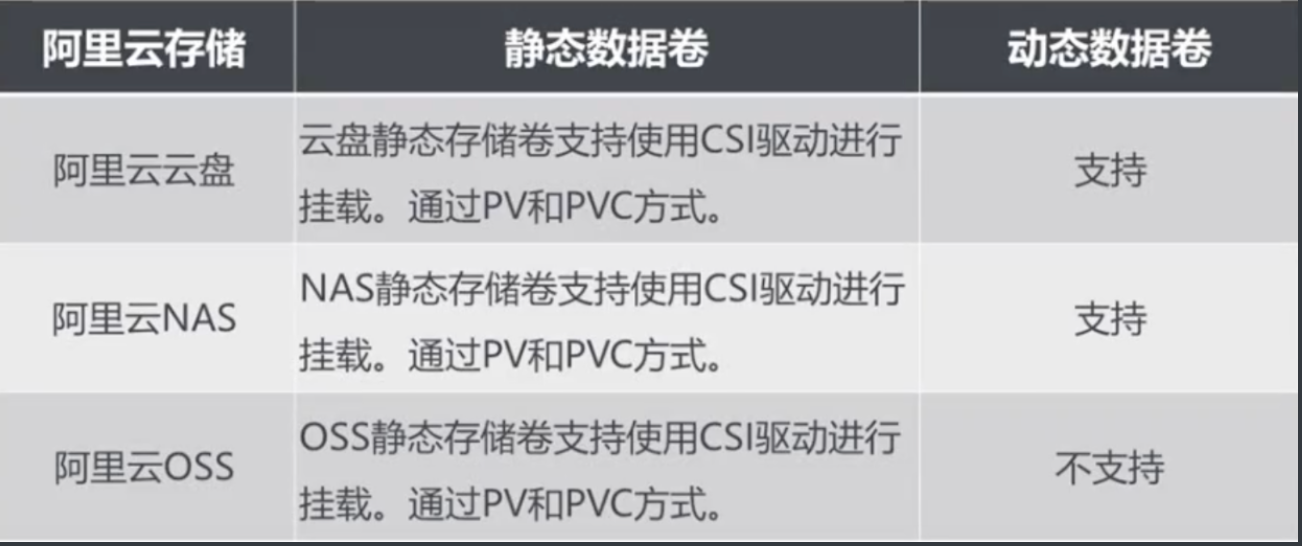 阿里云存储 静态数据卷 动态数据卷
阿里云云盘 云盘静态存储卷支持使用CSI驱动进行
挂载。通过PV和PVC方式。 支持
阿里云NAS NAS静态存储卷支持使用CSI驱动进行
挂载。通过PV和PVC方式。 支持
阿里云OSS OSS静态存储卷支持使用CSI驱动进行
挂载。通过PV和PVC方式。 不支持